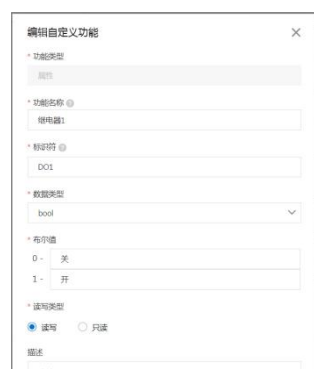 编辑自定义功能
* 功能类型
属性
* 功能名称
继电器1
* 标识符
DO1
* 数据类型
bool
* 布尔值
0 - 关
1 - 开
* 读写类型
读写 只读
描述